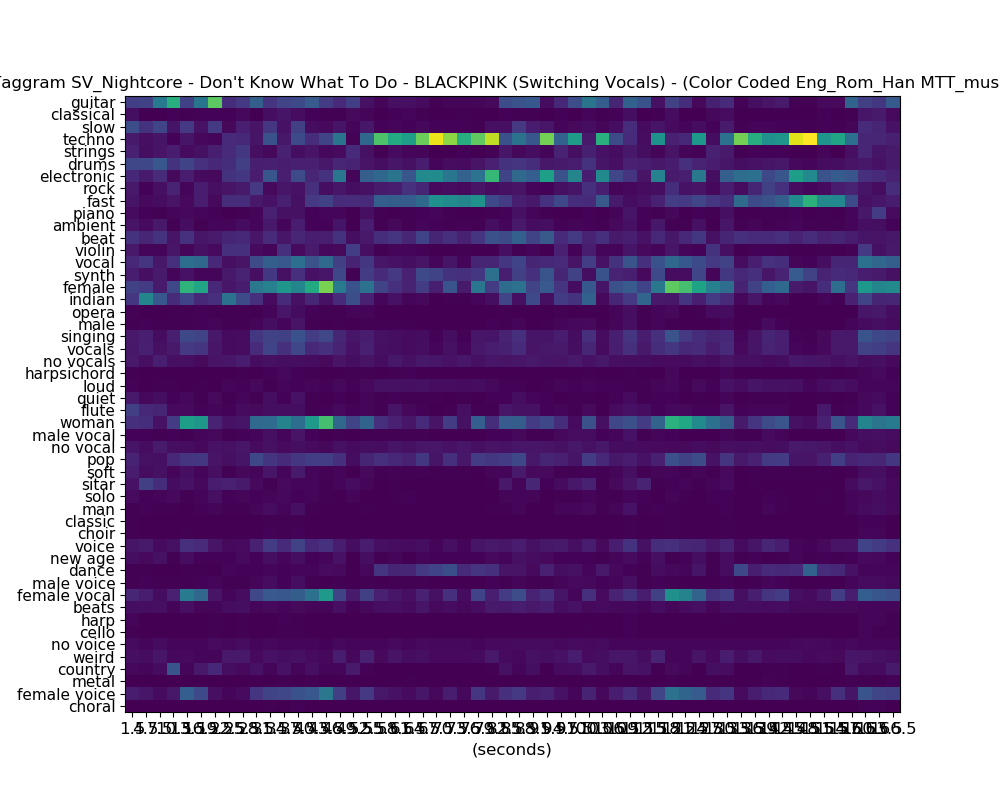 Taggram SV_Nightcore - Don't Know What To Do - BLACKPINK (Switching Vocals) - (Color Coded Eng_Rom_Han MTT_mus
guitar
classical
slow
techno
strings
drums
electronic
rock
fast
piano
ambient
beat
violin
vocal
synth
female
indian
opera
male
singing
vocals
no vocals
harpsichord
loud
quiet
flute
woman
male vocal
no vocal
pop
soft
sitar
solo
man
classic
choir
voice
new age
dance
male voice
female vocal
beats
harp
cello
no voice
weird
country
metal
female voice
choral
(seconds)